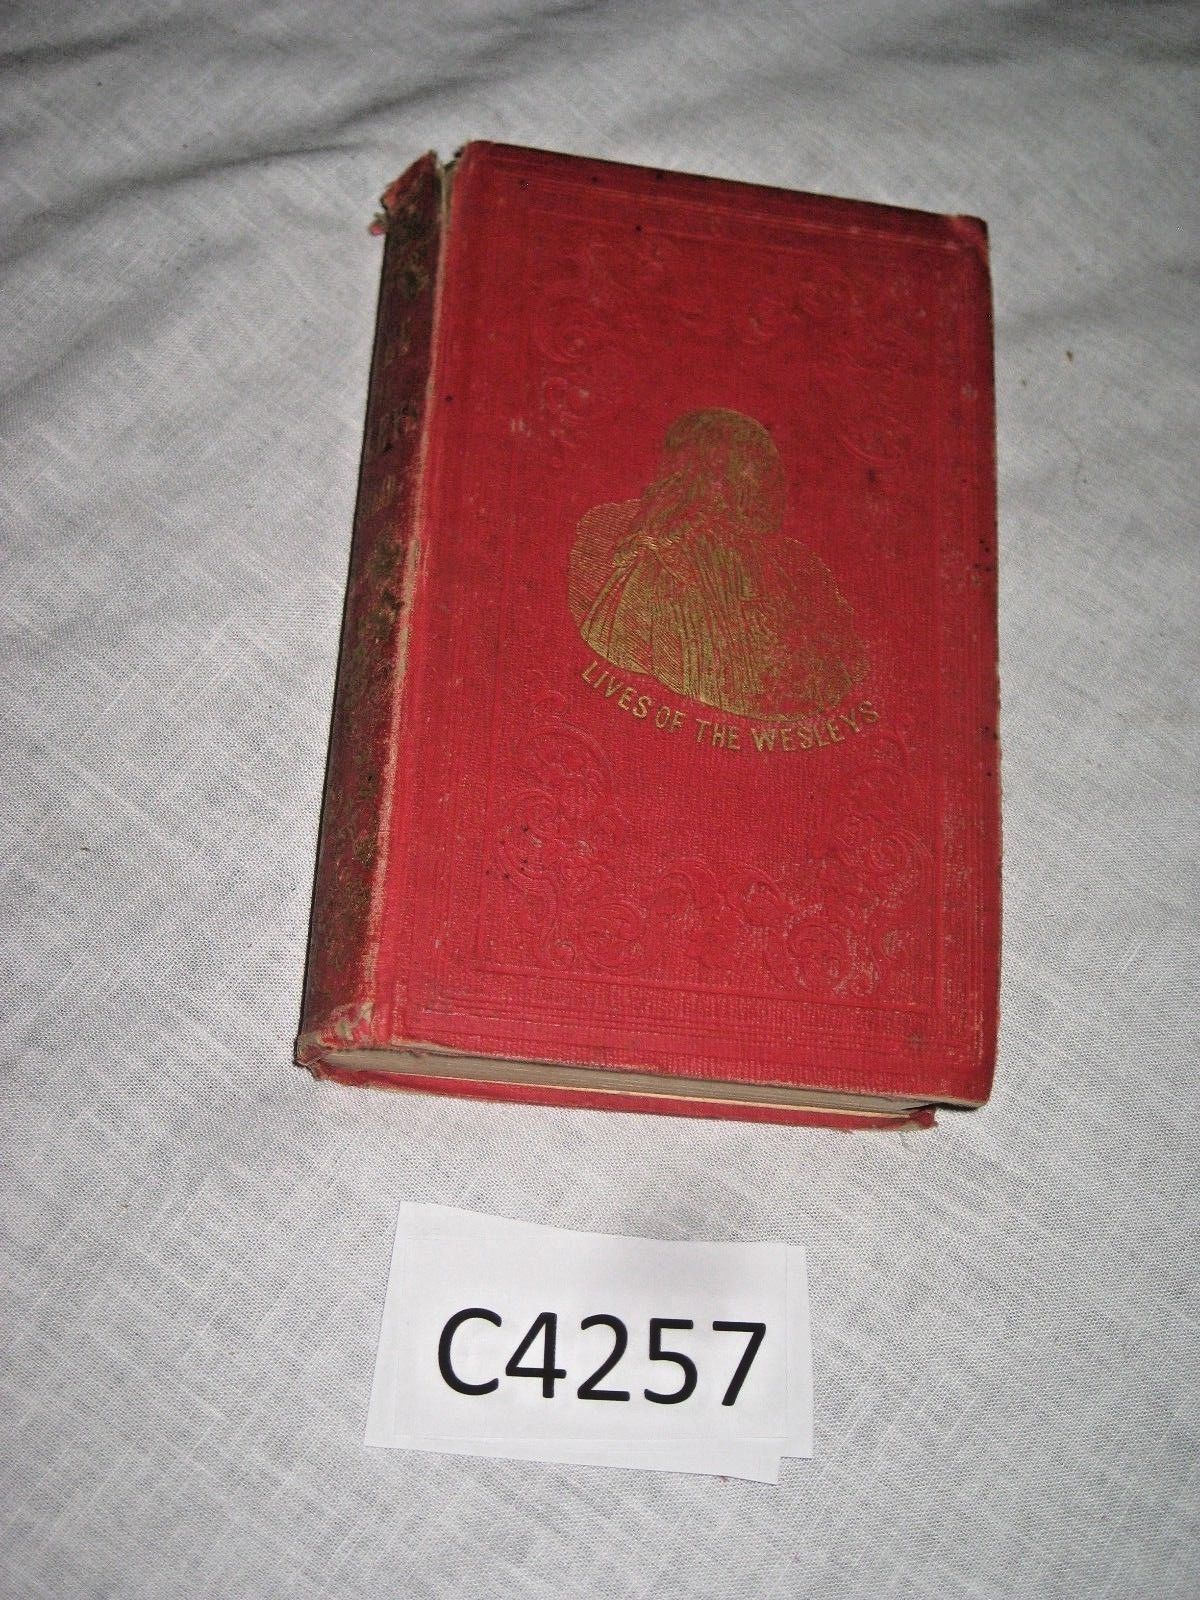 LIVES OF THE WESLEYS
C4257